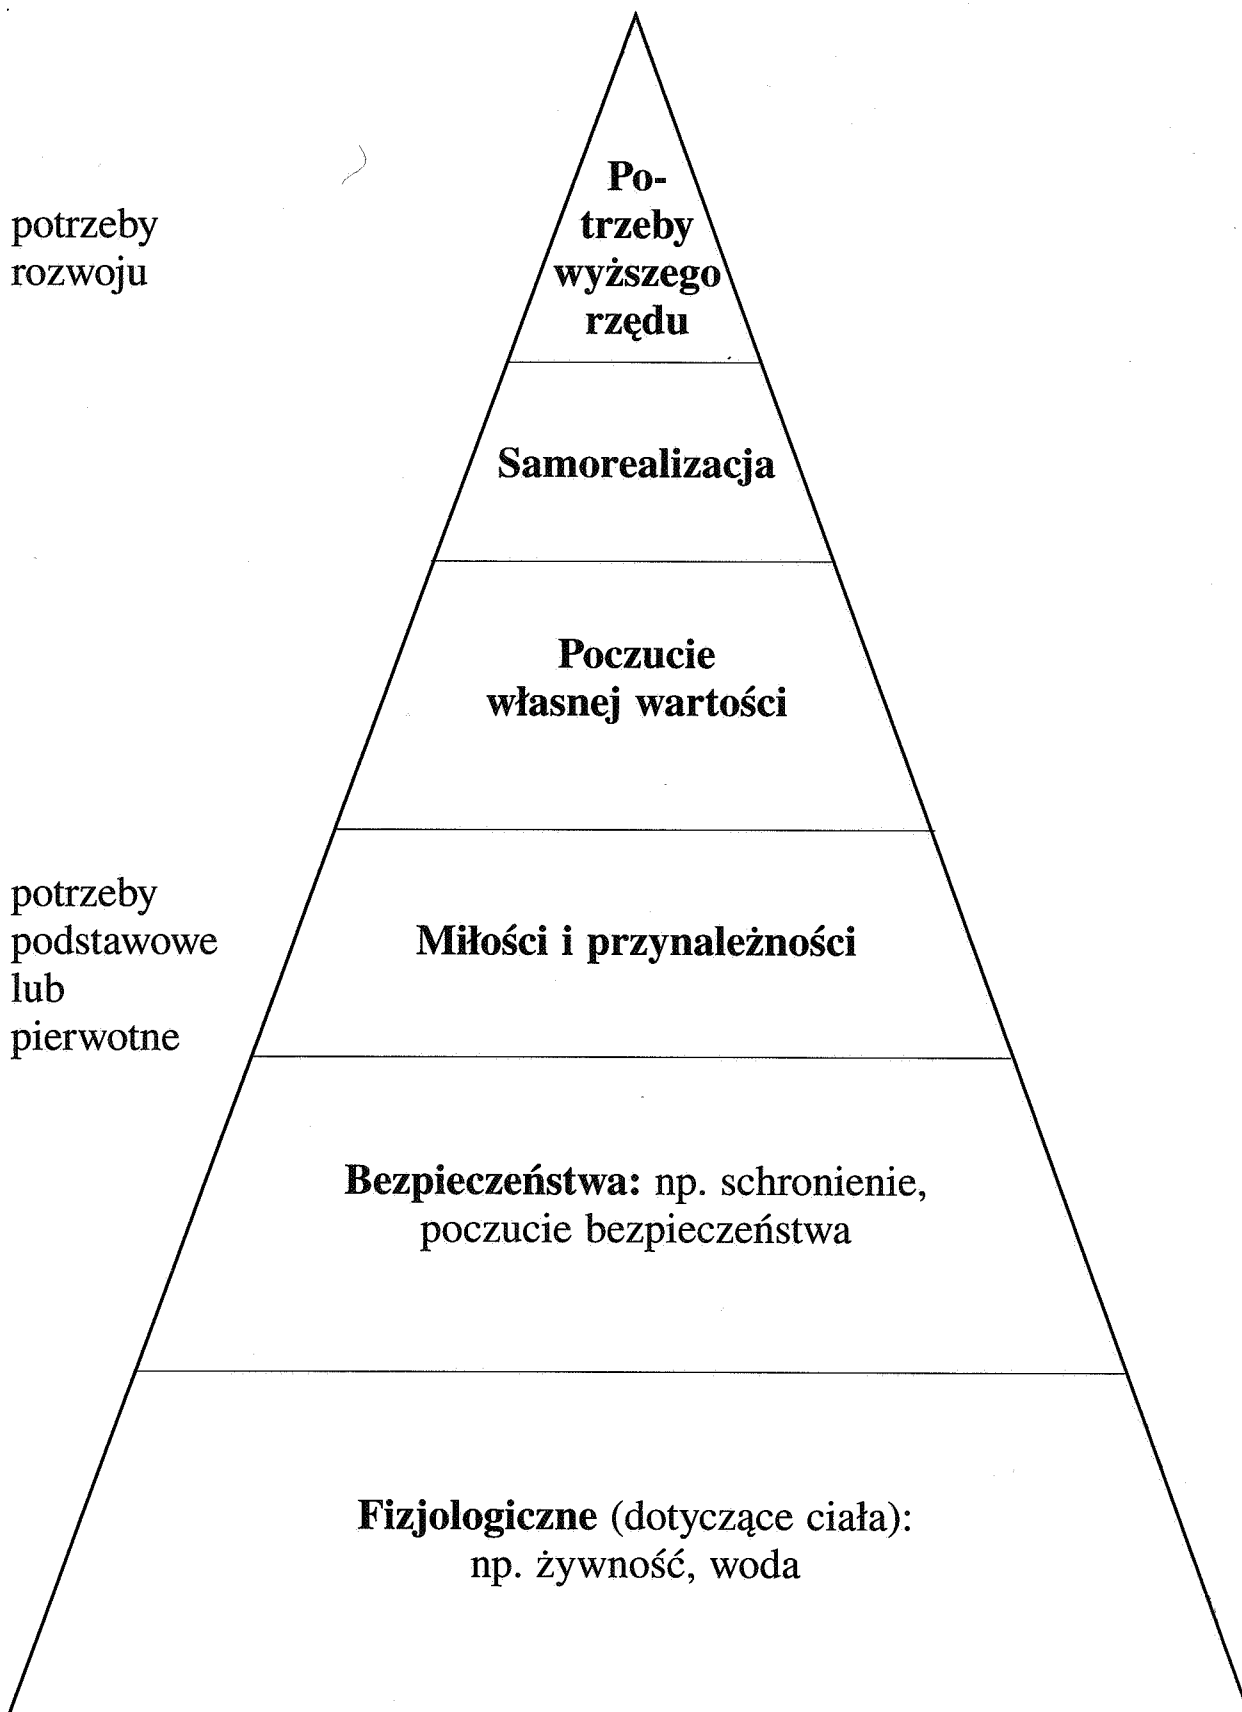 Po-
trzeby
wyższego
rzędu
potrzeby
rozwoju
Samorealizacja
Poczucie
własnej wartości
potrzeby
podstawowe
lub
pierwotne
Miłości i przynależności
Bezpieczeństwa: np. schronienie,
poczucie bezpieczeństwa
Fizjologiczne (dotyczące ciała):
np. żywność, woda